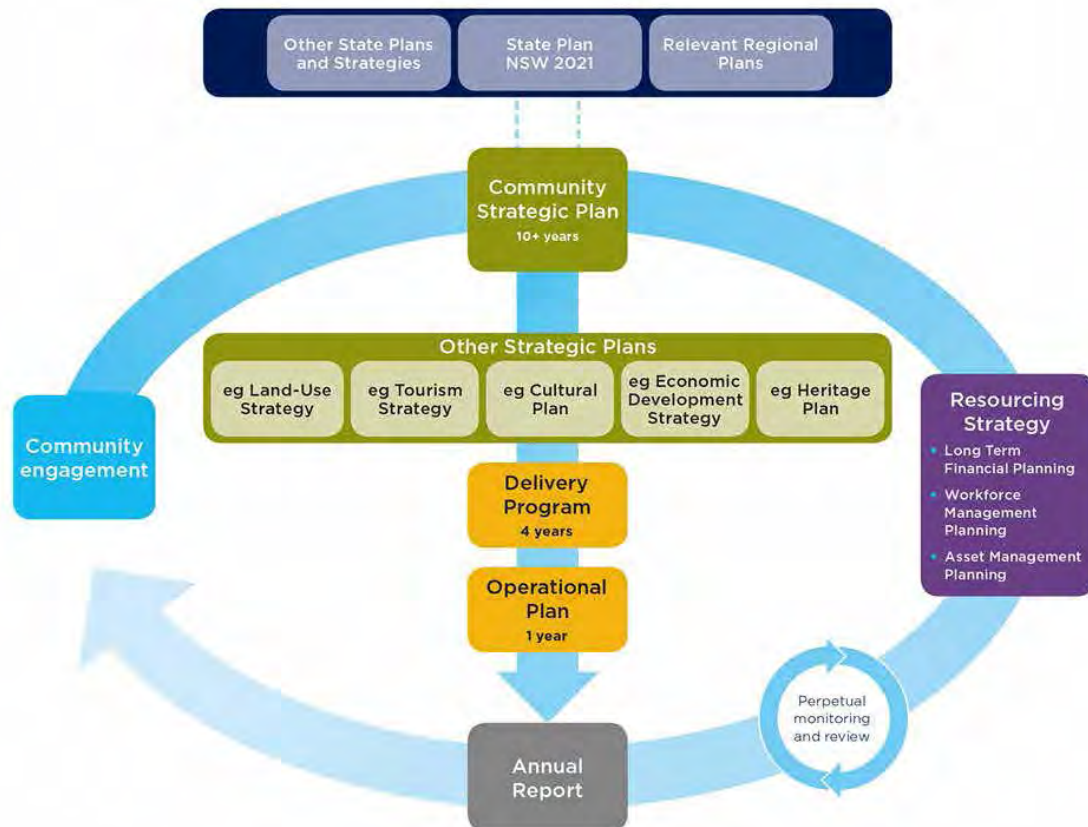 Other State Plans
and Strategies
State Plan
NSW 2021
Relevant Regional
Plans
Community
Strategic Plan
10+ years
Other Strategic Plans
eg Land-Use
Strategy
eg Tourism
Strategy
eg Cultural
Plan
eg Economic
Development
Strategy
eg Heritage
Plan
Community
engagement
Resourcing
Strategy
• Long Term
Financial Planning
• Workforce
Management
Planning
• Asset Management
Planning
Delivery
Program
4 years
Operational
Plan
1 year
Perpetual
monitoring
and review
Annual
Report